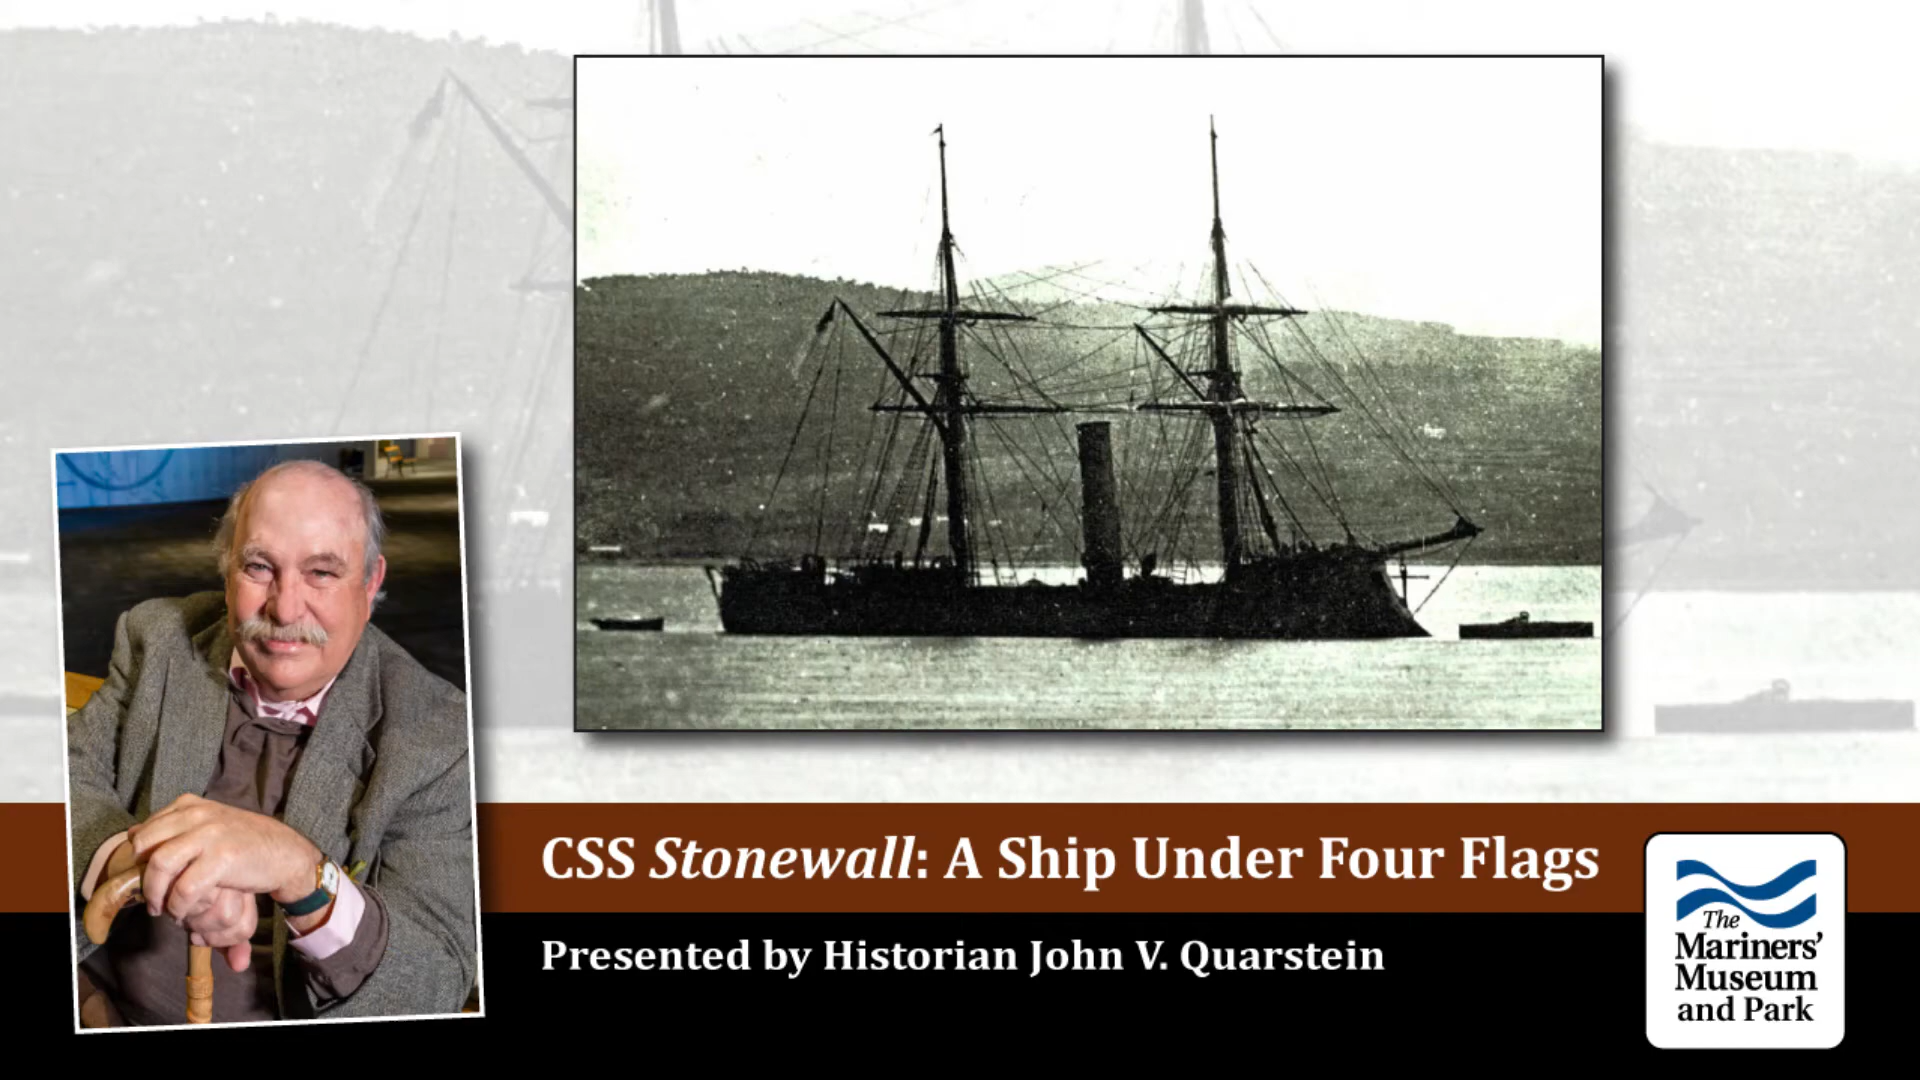 CSS Stonewall: A Ship Under Four Flags
Presented by Historian John V. Quarstein
The
Mariners'
Museum
and Park